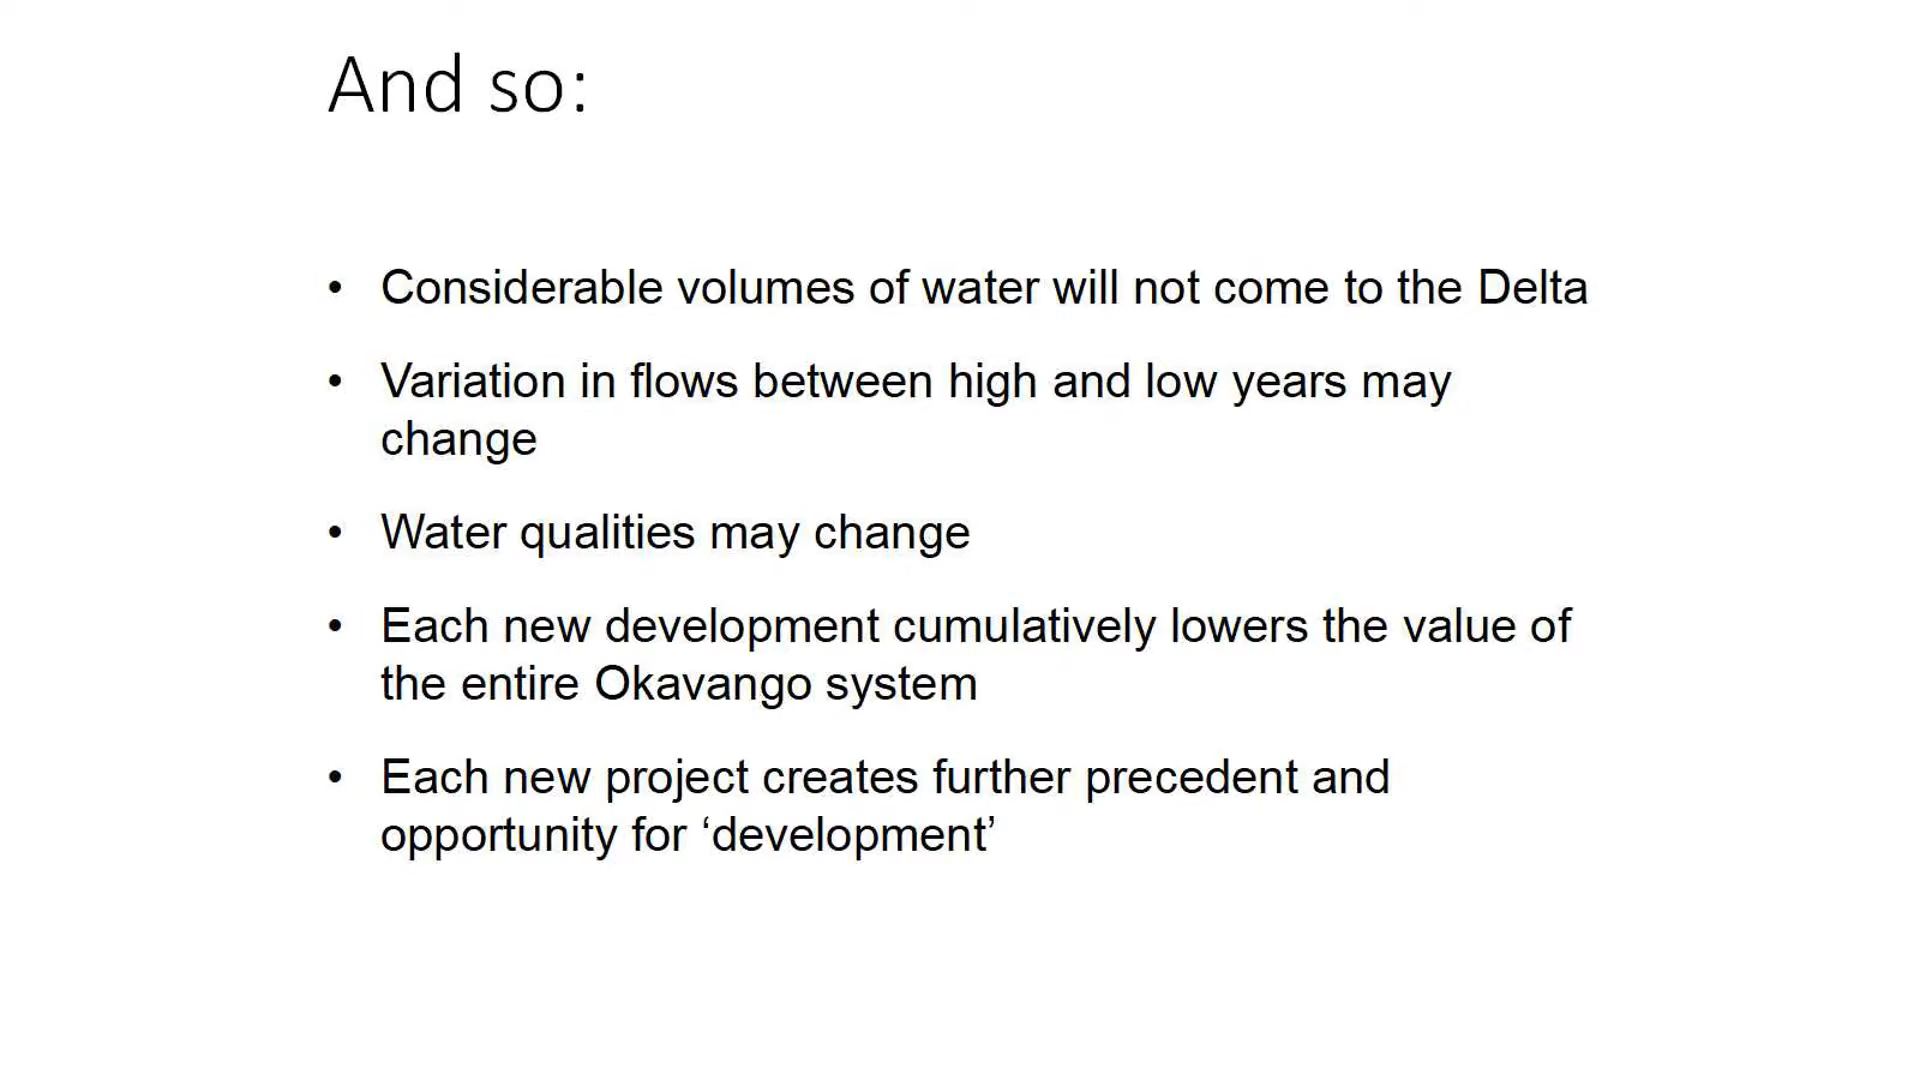 And so:
• Considerable volumes of water will not come to the Delta
• Variation in flows between high and low years may
change
• Water qualities may change
• Each new development cumulatively lowers the value of
the entire Okavango system
• Each new project creates further precedent and
opportunity for ‘development’